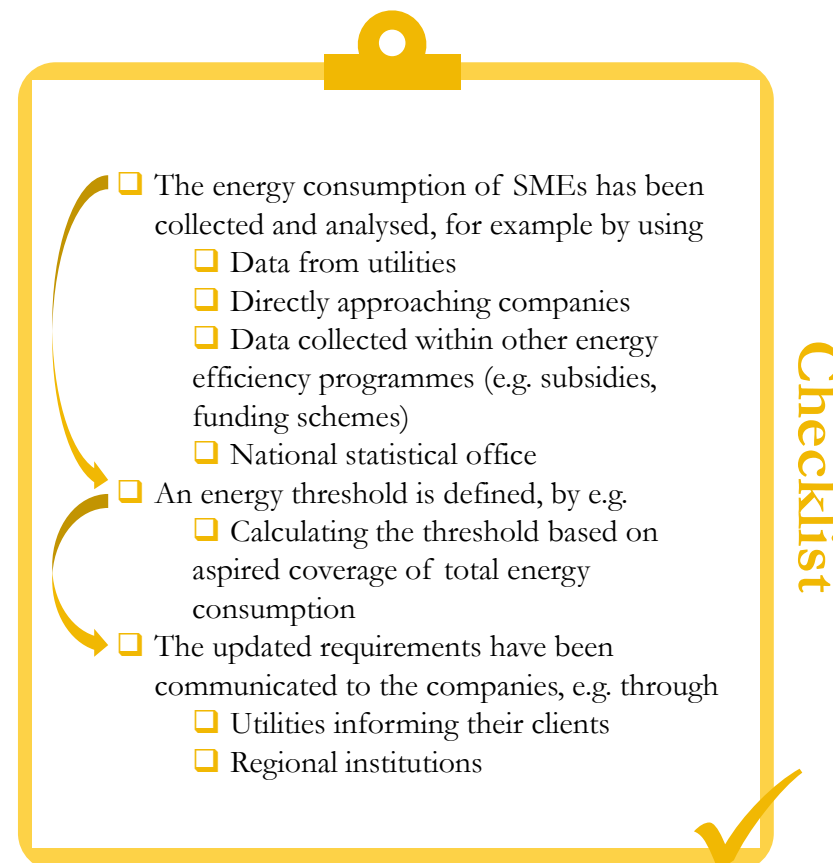 ❑ The energy consumption of SMEs has been
collected and analysed, for example by using
❑ Data from utilities
❑ Directly approaching companies
❑ Data collected within other energy
efficiency programmes (e.g. subsidies,
funding schemes)
❑ National statistical office
❑ An energy threshold is defined, by e.g.
❑ Calculating the threshold based on
aspired coverage of total energy
consumption
❑ The updated requirements have been
communicated to the companies, e.g. through
❑ Utilities informing their clients
❑ Regional institutions
Checklist